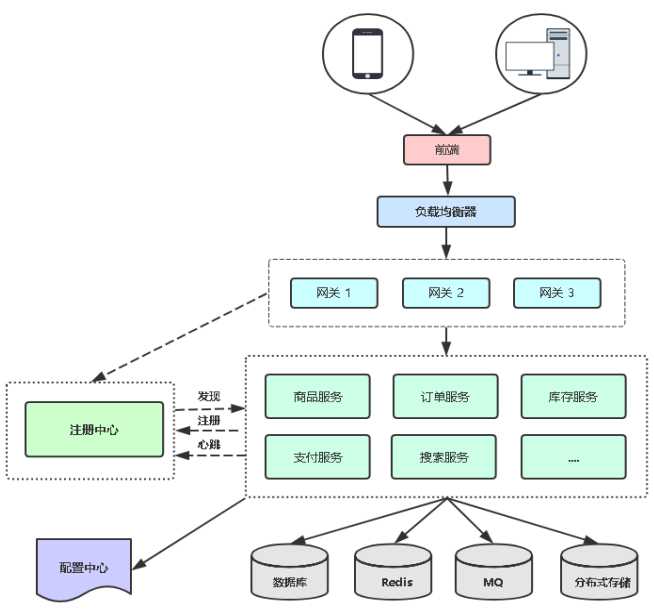 前端
负载均衡器
网关 1
网关 2
网关 3
发现
注册
心跳
注册中心
商品服务
订单服务
库存服务
支付服务
搜索服务
....
配置中心
数据库
Redis
MQ
分布式存储